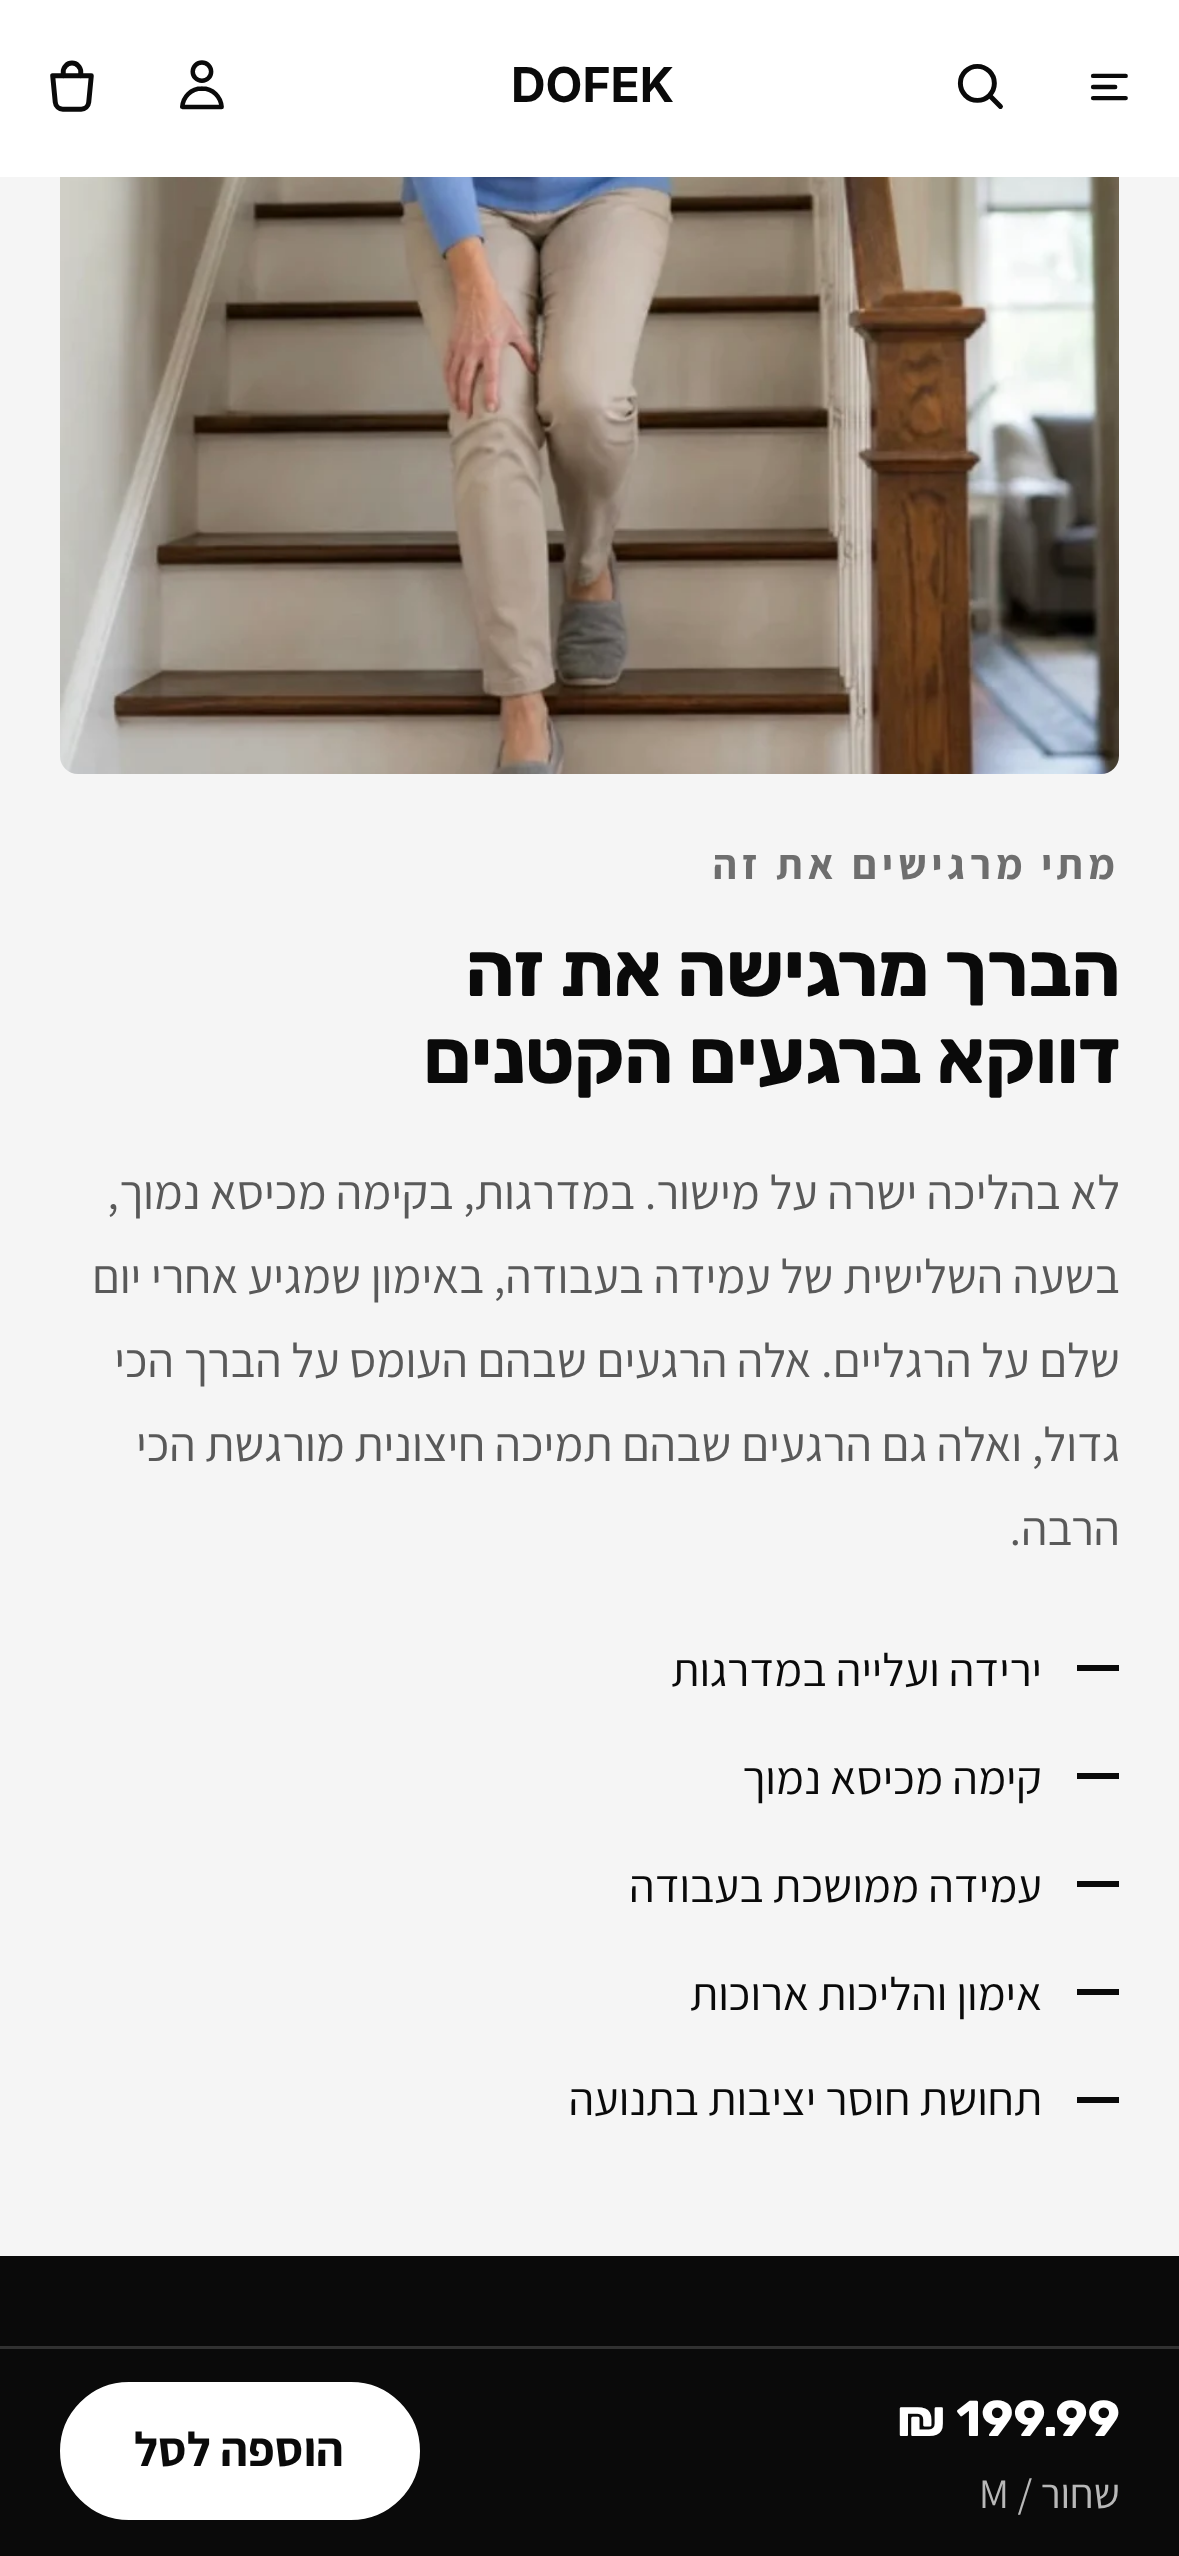 DOFEK
מתי מרגישים את זה
הברך מרגישה את זה
דווקא ברגעים הקטנים
לא בהליכה ישרה על מישור. במדרגות, בקימה מכיסא נמוך,
בשעה השלישית של עמידה בעבודה, באימון שמגיע אחרי יום
שלם על הרגליים. אלה הרגעים שבהם העומס על הברך הכי
גדול, ואלה גם הרגעים שבהם תמיכה חיצונית מורגשת הכי
הרבה.
— ירידה ועלייה במדרגות
— קימה מכיסא נמוך
— עמידה ממושכת בעבודה
— אימון והליכות ארוכות
— תחושת חוסר יציבות בתנועה
199.99 ₪
שחור / M
הוספה לסל